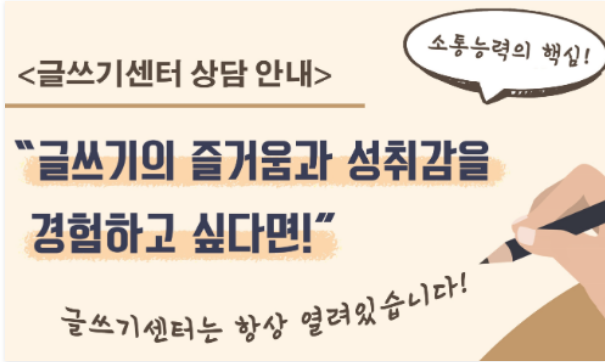 소통능력의 핵심!
<글쓰기센터 상담 안내>
“글쓰기의 즐거움과 성취감을
경험하고 싶다면!”
글쓰기센터는 항상 열려있습니다!